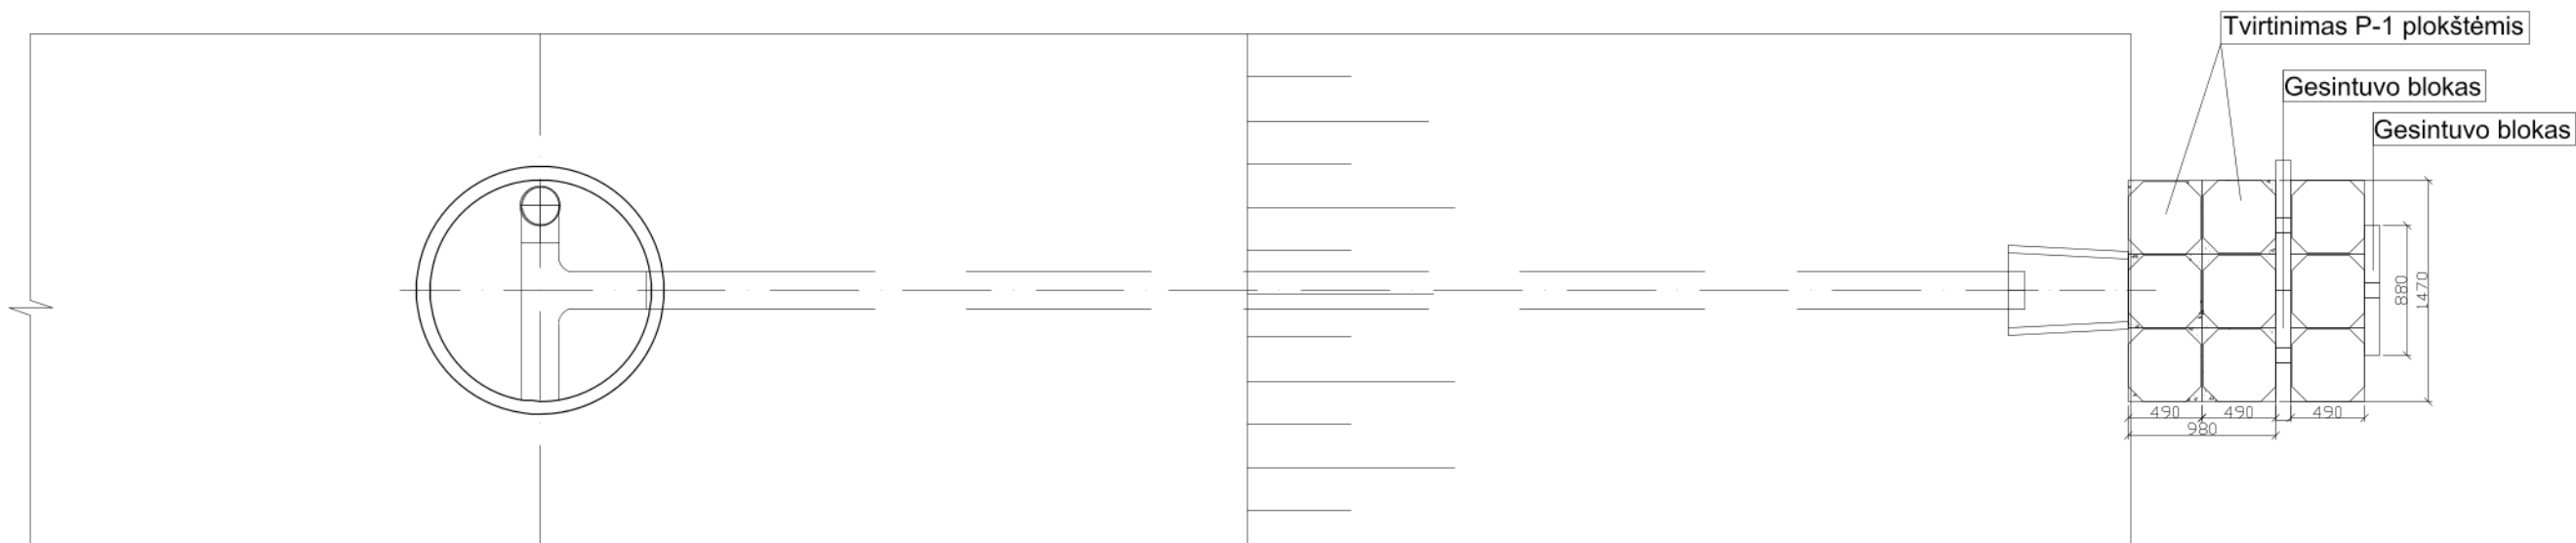 Tvirtinimas P-1 plokštėmis
Gesintuvo blokas
Gesintuvo blokas
880
1470
490 490 490
980